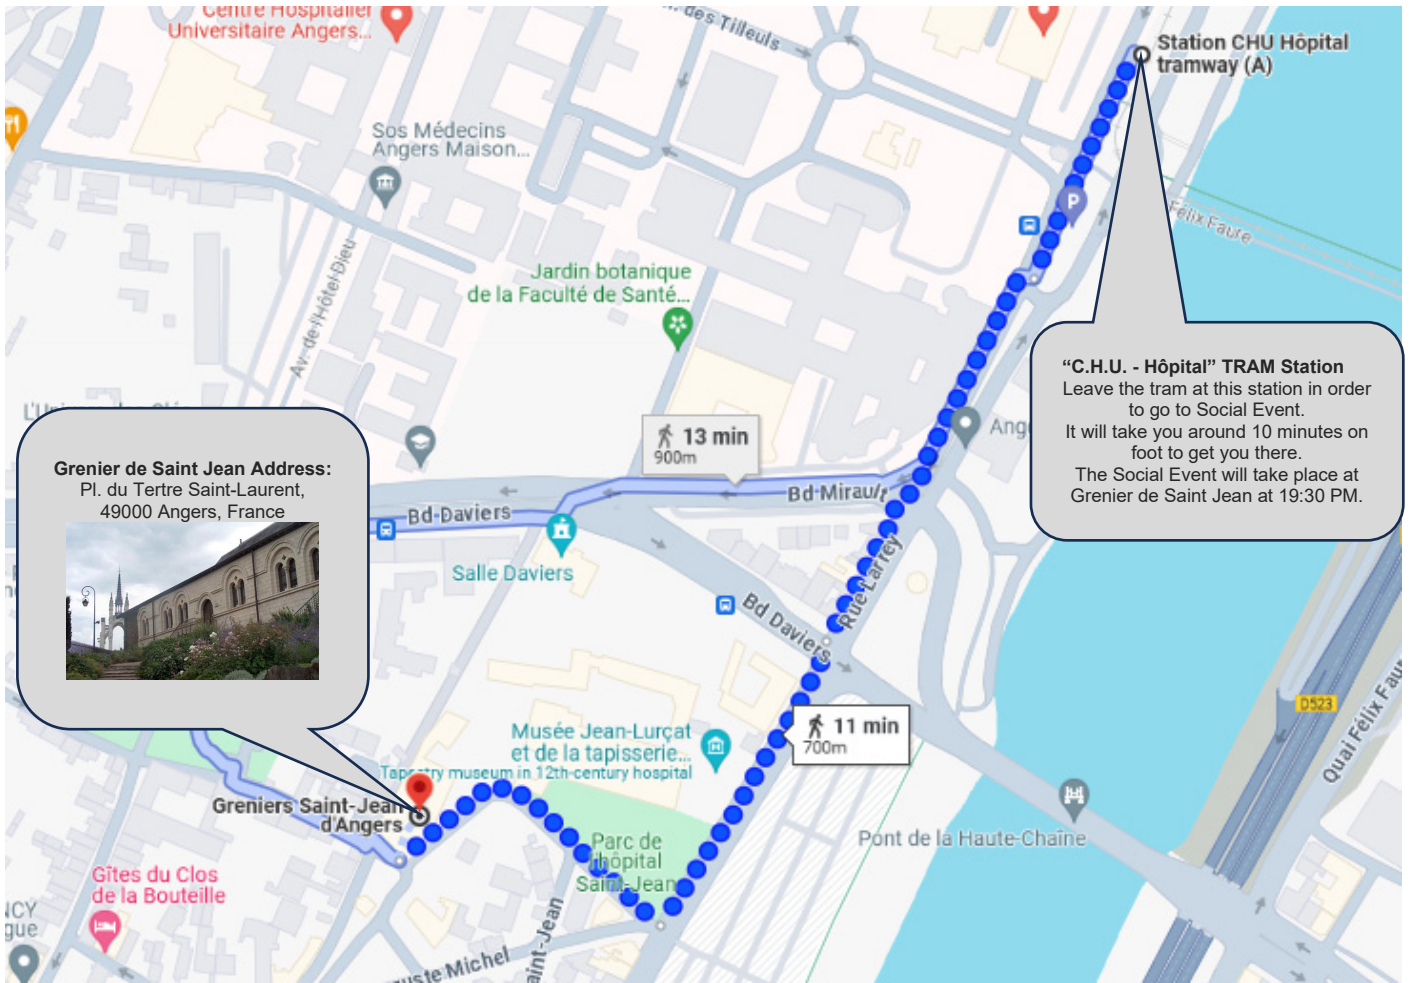 Centre Hospitalier
Universitaire Angers...
des Tilleuls
Station CHU Hôpital
tramway (A)
Sos Médecins
Angers Maison...
P
Félix Faure
Av. de l'Hôtel-Dieu
Jardin botanique
de la Faculté de Santé...
“C.H.U. - Hôpital” TRAM Station
Leave the tram at this station in order
to go to Social Event.
It will take you around 10 minutes on
foot to get you there.
The Social Event will take place at
Grenier de Saint Jean at 19:30 PM.
13 min
900m
Grenier de Saint Jean Address:
Pl. du Tertre Saint-Laurent,
49000 Angers, France
Bd Mirault
Bd Daviers
Salle Daviers
Rue Larrey
Bd Daviers
D523
Quai Félix Fau
11 min
700m
Musée Jean-Lurçat
et de la tapisserie...
Tapestry museum in 12th-century hospital
Greniers Saint-Jean
d'Angers
Parc de
l'hôpital
Saint-Jean
Pont de la Haute-Chaîne
Gîtes du Clos
de la Bouteille
NCY
gue
uste Michel
aint-Jean